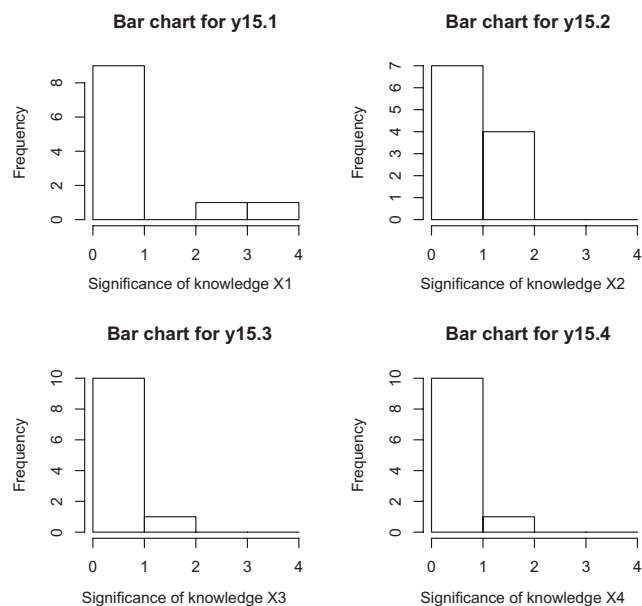 Bar chart for y15.1
Frequency
8
6
4
2
0
0 1 2 3 4
Significance of knowledge X1
Bar chart for y15.2
Frequency
7
6
5
4
3
2
1
0
0 1 2 3 4
Significance of knowledge X2
Bar chart for y15.3
Frequency
10
8
6
4
2
0
0 1 2 3 4
Significance of knowledge X3
Bar chart for y15.4
Frequency
10
8
6
4
2
0
0 1 2 3 4
Significance of knowledge X4